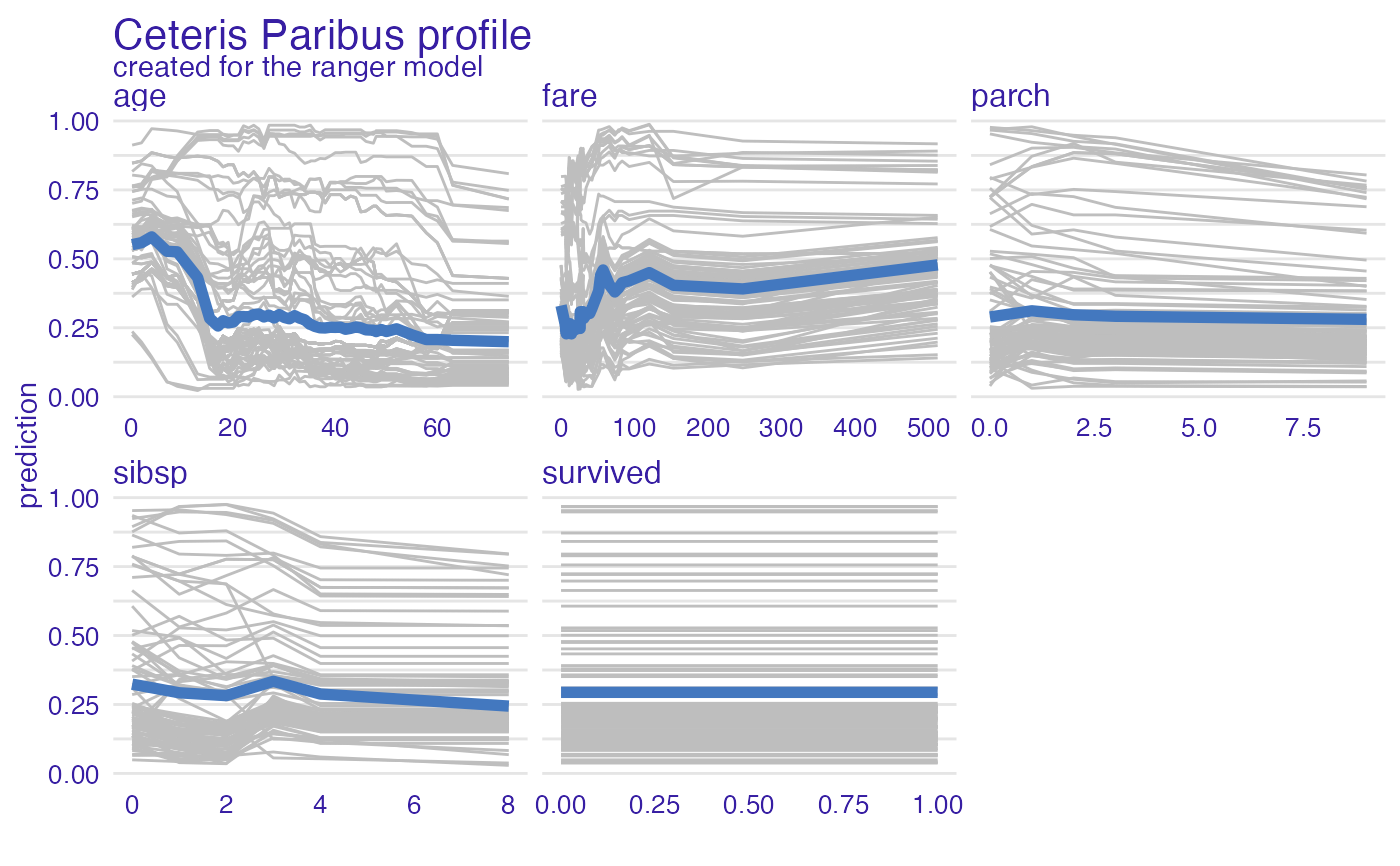 Ceteris Paribus profile
created for the ranger model
age fare parch
1.00
0.75
0.50
0.25
0.00
0 20 40 60 0 100 200 300 400 500 0.0 2.5 5.0 7.5
prediction
sibsp survived
1.00
0.75
0.50
0.25
0.00
0 2 4 6 8 0.00 0.25 0.50 0.75 1.00